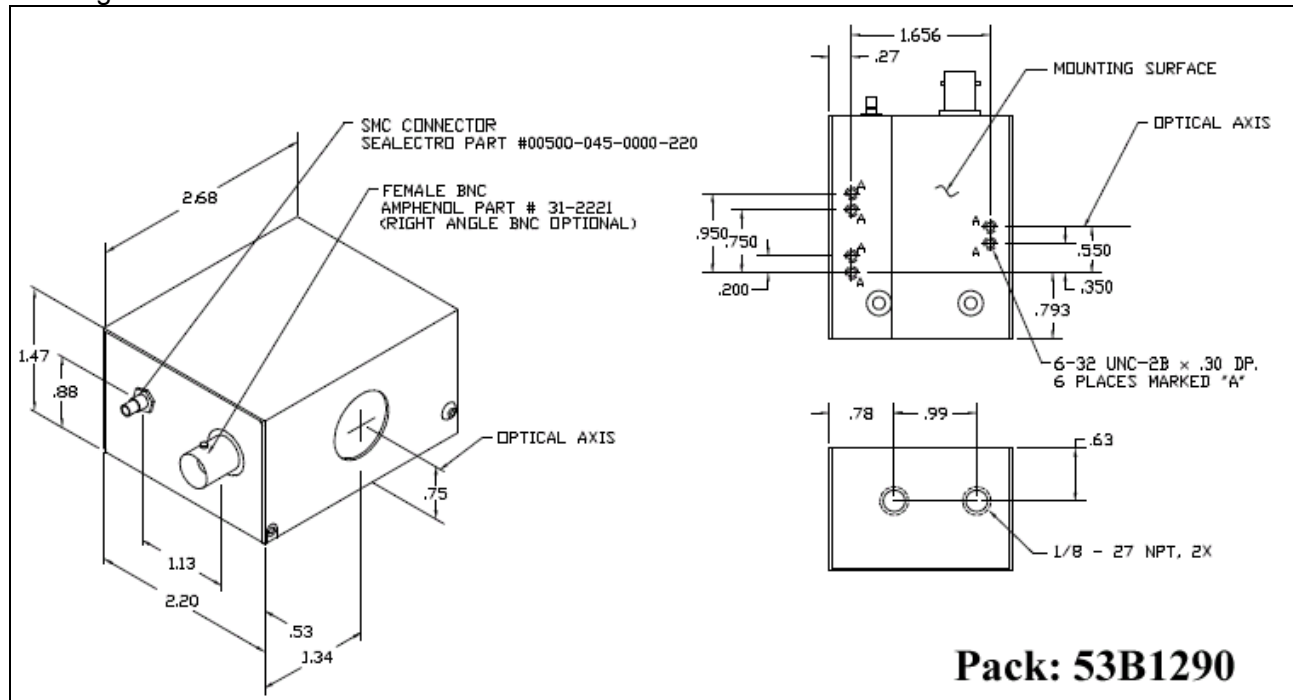 SMC CONNECTOR
SEALECTRO PART #00500-045-0000-220
FEMALE BNC
AMPHENOL PART # 31-2221
(RIGHT ANGLE BNC OPTIONAL)
2.68
1.47
.88
OPTICAL AXIS
.75
1.13
2.20
.53
1.34
1.656
.27
MOUNTING SURFACE
OPTICAL AXIS
A
A
A
A
A
A
.950
.750
.200
.550
.350
.793
6-32 UNC-2B × .30 DP.
6 PLACES MARKED "A"
.78
.99
.63
1/8 - 27 NPT, 2X
Pack: 53B1290